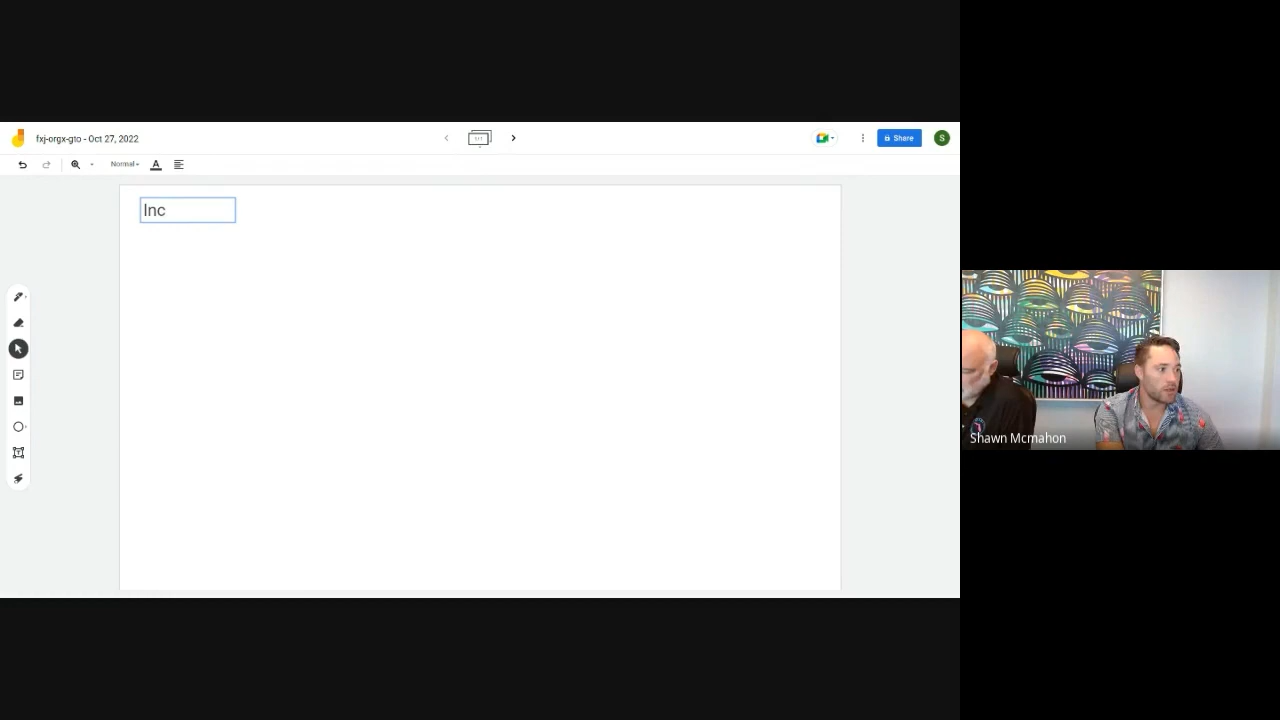 fxj-orgx-gto - Oct 27, 2022
Share
S
Normal
A
Inc
Shawn Mcmahon